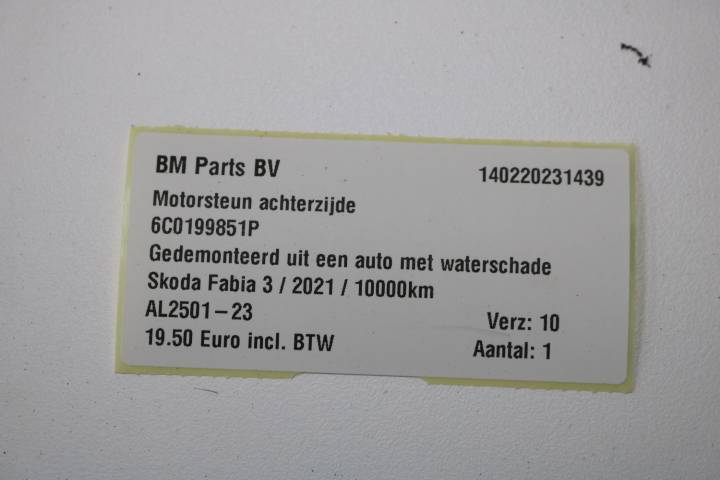 BM Parts BV 140220231439
Motorsteun achterzijde
6C0199851P
Gedemonteerd uit een auto met waterschade
Skoda Fabia 3 / 2021 / 10000km
AL2501-23 Verz: 10
19.50 Euro incl. BTW Aantal: 1